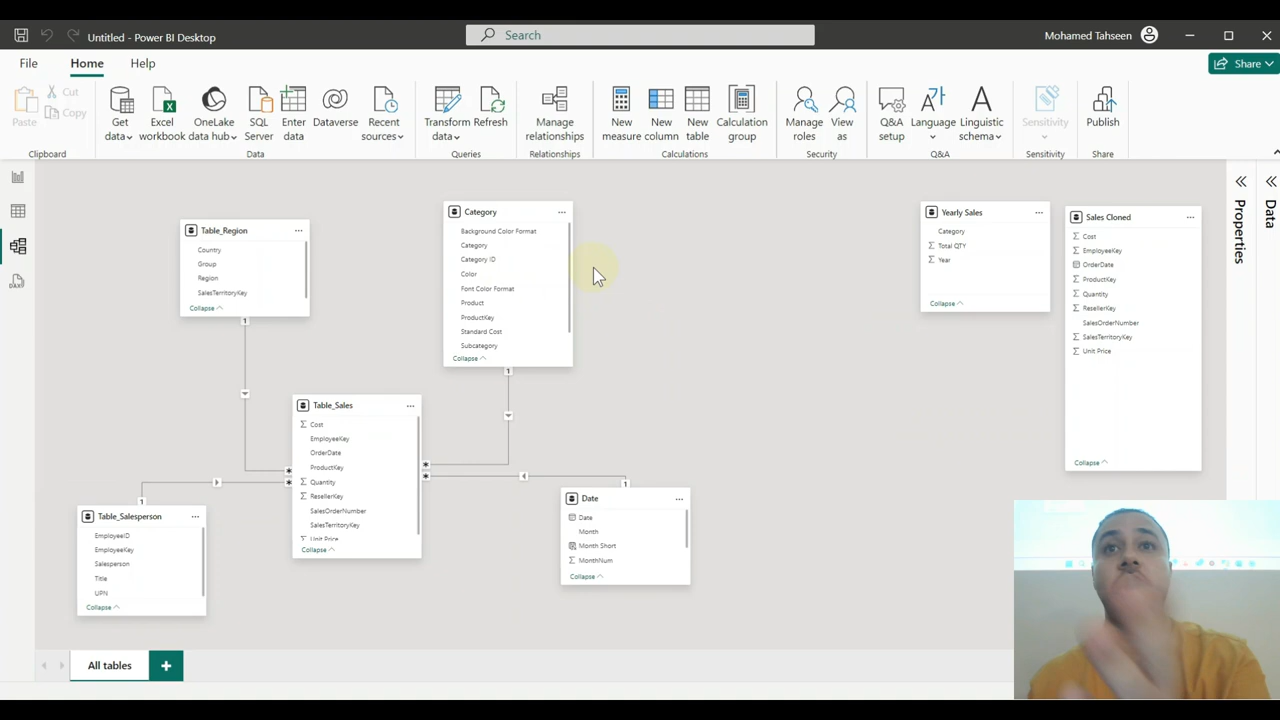 Untitled - Power BI Desktop
Search
Mohamed Tahseen
File
Home
Help
Share
Paste
Cut
Copy
Clipboard
Get data
Excel workbook
OneLake data hub
SQL Server
Enter data
Dataverse
Recent sources
Data
Transform data
Refresh
Queries
Manage relationships
Relationships
New measure
New column
New table
Calculation group
Calculations
Manage roles
View as
Security
Q&A setup
Language
Linguistic schema
Q&A
Sensitivity
Sensitivity
Publish
Share
Table_Region
Country
Group
Region
SalesTerritoryKey
Collapse
1
Category
Background Color Format
Category
Category ID
Color
Font Color Format
Product
ProductKey
Standard Cost
Subcategory
Collapse
1
Yearly Sales
Category
Total QTY
Year
Collapse
Sales Cloned
Cost
EmployeeKey
OrderDate
ProductKey
Quantity
ResellerKey
SalesOrderNumber
SalesTerritoryKey
Unit Price
Collapse
Properties
Data
Table_Sales
Cost
EmployeeKey
OrderDate
ProductKey
Quantity
ResellerKey
SalesOrderNumber
SalesTerritoryKey
Unit Price
Collapse
*
*
*
*
1
Table_Salesperson
EmployeeID
EmployeeKey
Salesperson
Title
UPN
Collapse
1
Date
Date
Month
Month Short
MonthNum
Collapse
All tables